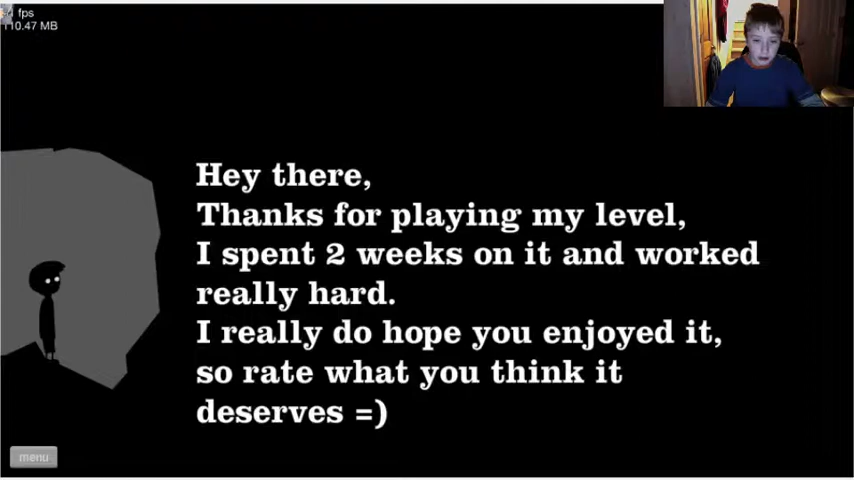 fps
10.47 MB
Hey there,
Thanks for playing my level,
I spent 2 weeks on it and worked
really hard.
I really do hope you enjoyed it,
so rate what you think it
deserves =)
menu